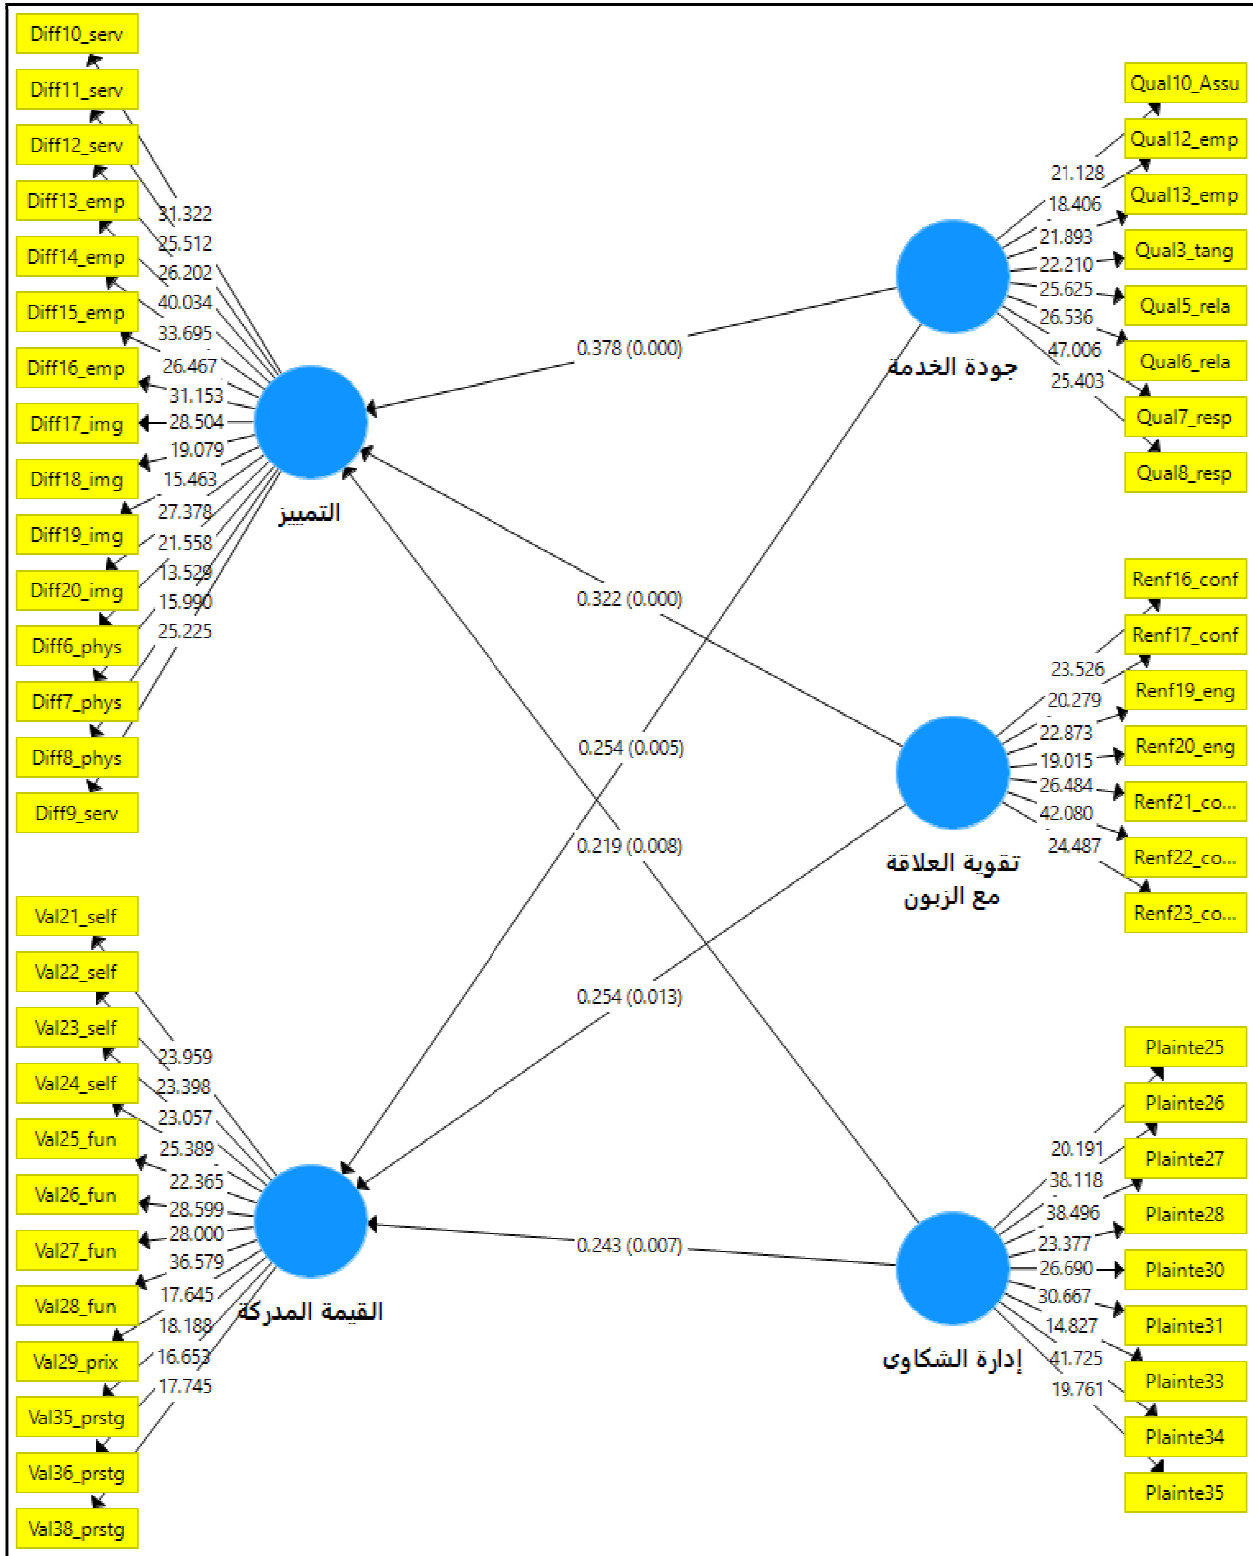 Diff10_serv
Diff11_serv
Diff12_serv
Diff13_emp
Diff14_emp
Diff15_emp
Diff16_emp
Diff17_img
Diff18_img
Diff19_img
Diff20_img
Diff6_phys
Diff7_phys
Diff8_phys
Diff9_serv
31.322
25.512
26.202
40.034
33.695
26.467
31.153
28.504
19.079
15.463
27.378
21.558
13.529
15.990
25.225
التمييز
Val21_self
Val22_self
Val23_self
Val24_self
Val25_fun
Val26_fun
Val27_fun
Val28_fun
Val29_prix
Val35_prstg
Val36_prstg
Val38_prstg
23.959
23.398
23.057
25.389
22.365
28.599
28.000
36.579
17.645
18.188
16.653
17.745
القيمة المدركة
0.378 (0.000)
0.322 (0.000)
0.254 (0.005)
0.219 (0.008)
0.254 (0.013)
0.243 (0.007)
Qual10_Assu
Qual12_emp
Qual13_emp
Qual3_tang
Qual5_rela
Qual6_rela
Qual7_resp
Qual8_resp
21.128
18.406
21.893
22.210
25.625
26.536
47.006
25.403
جودة الخدمة
Renf16_conf
Renf17_conf
Renf19_eng
Renf20_eng
Renf21_co...
Renf22_co...
Renf23_co...
23.526
20.279
22.873
19.015
26.484
42.080
24.487
تقوية العلاقة
مع الزبون
Plainte25
Plainte26
Plainte27
Plainte28
Plainte30
Plainte31
Plainte33
Plainte34
Plainte35
20.191
38.118
38.496
23.377
26.690
30.667
14.827
41.725
19.761
إدارة الشكاوى